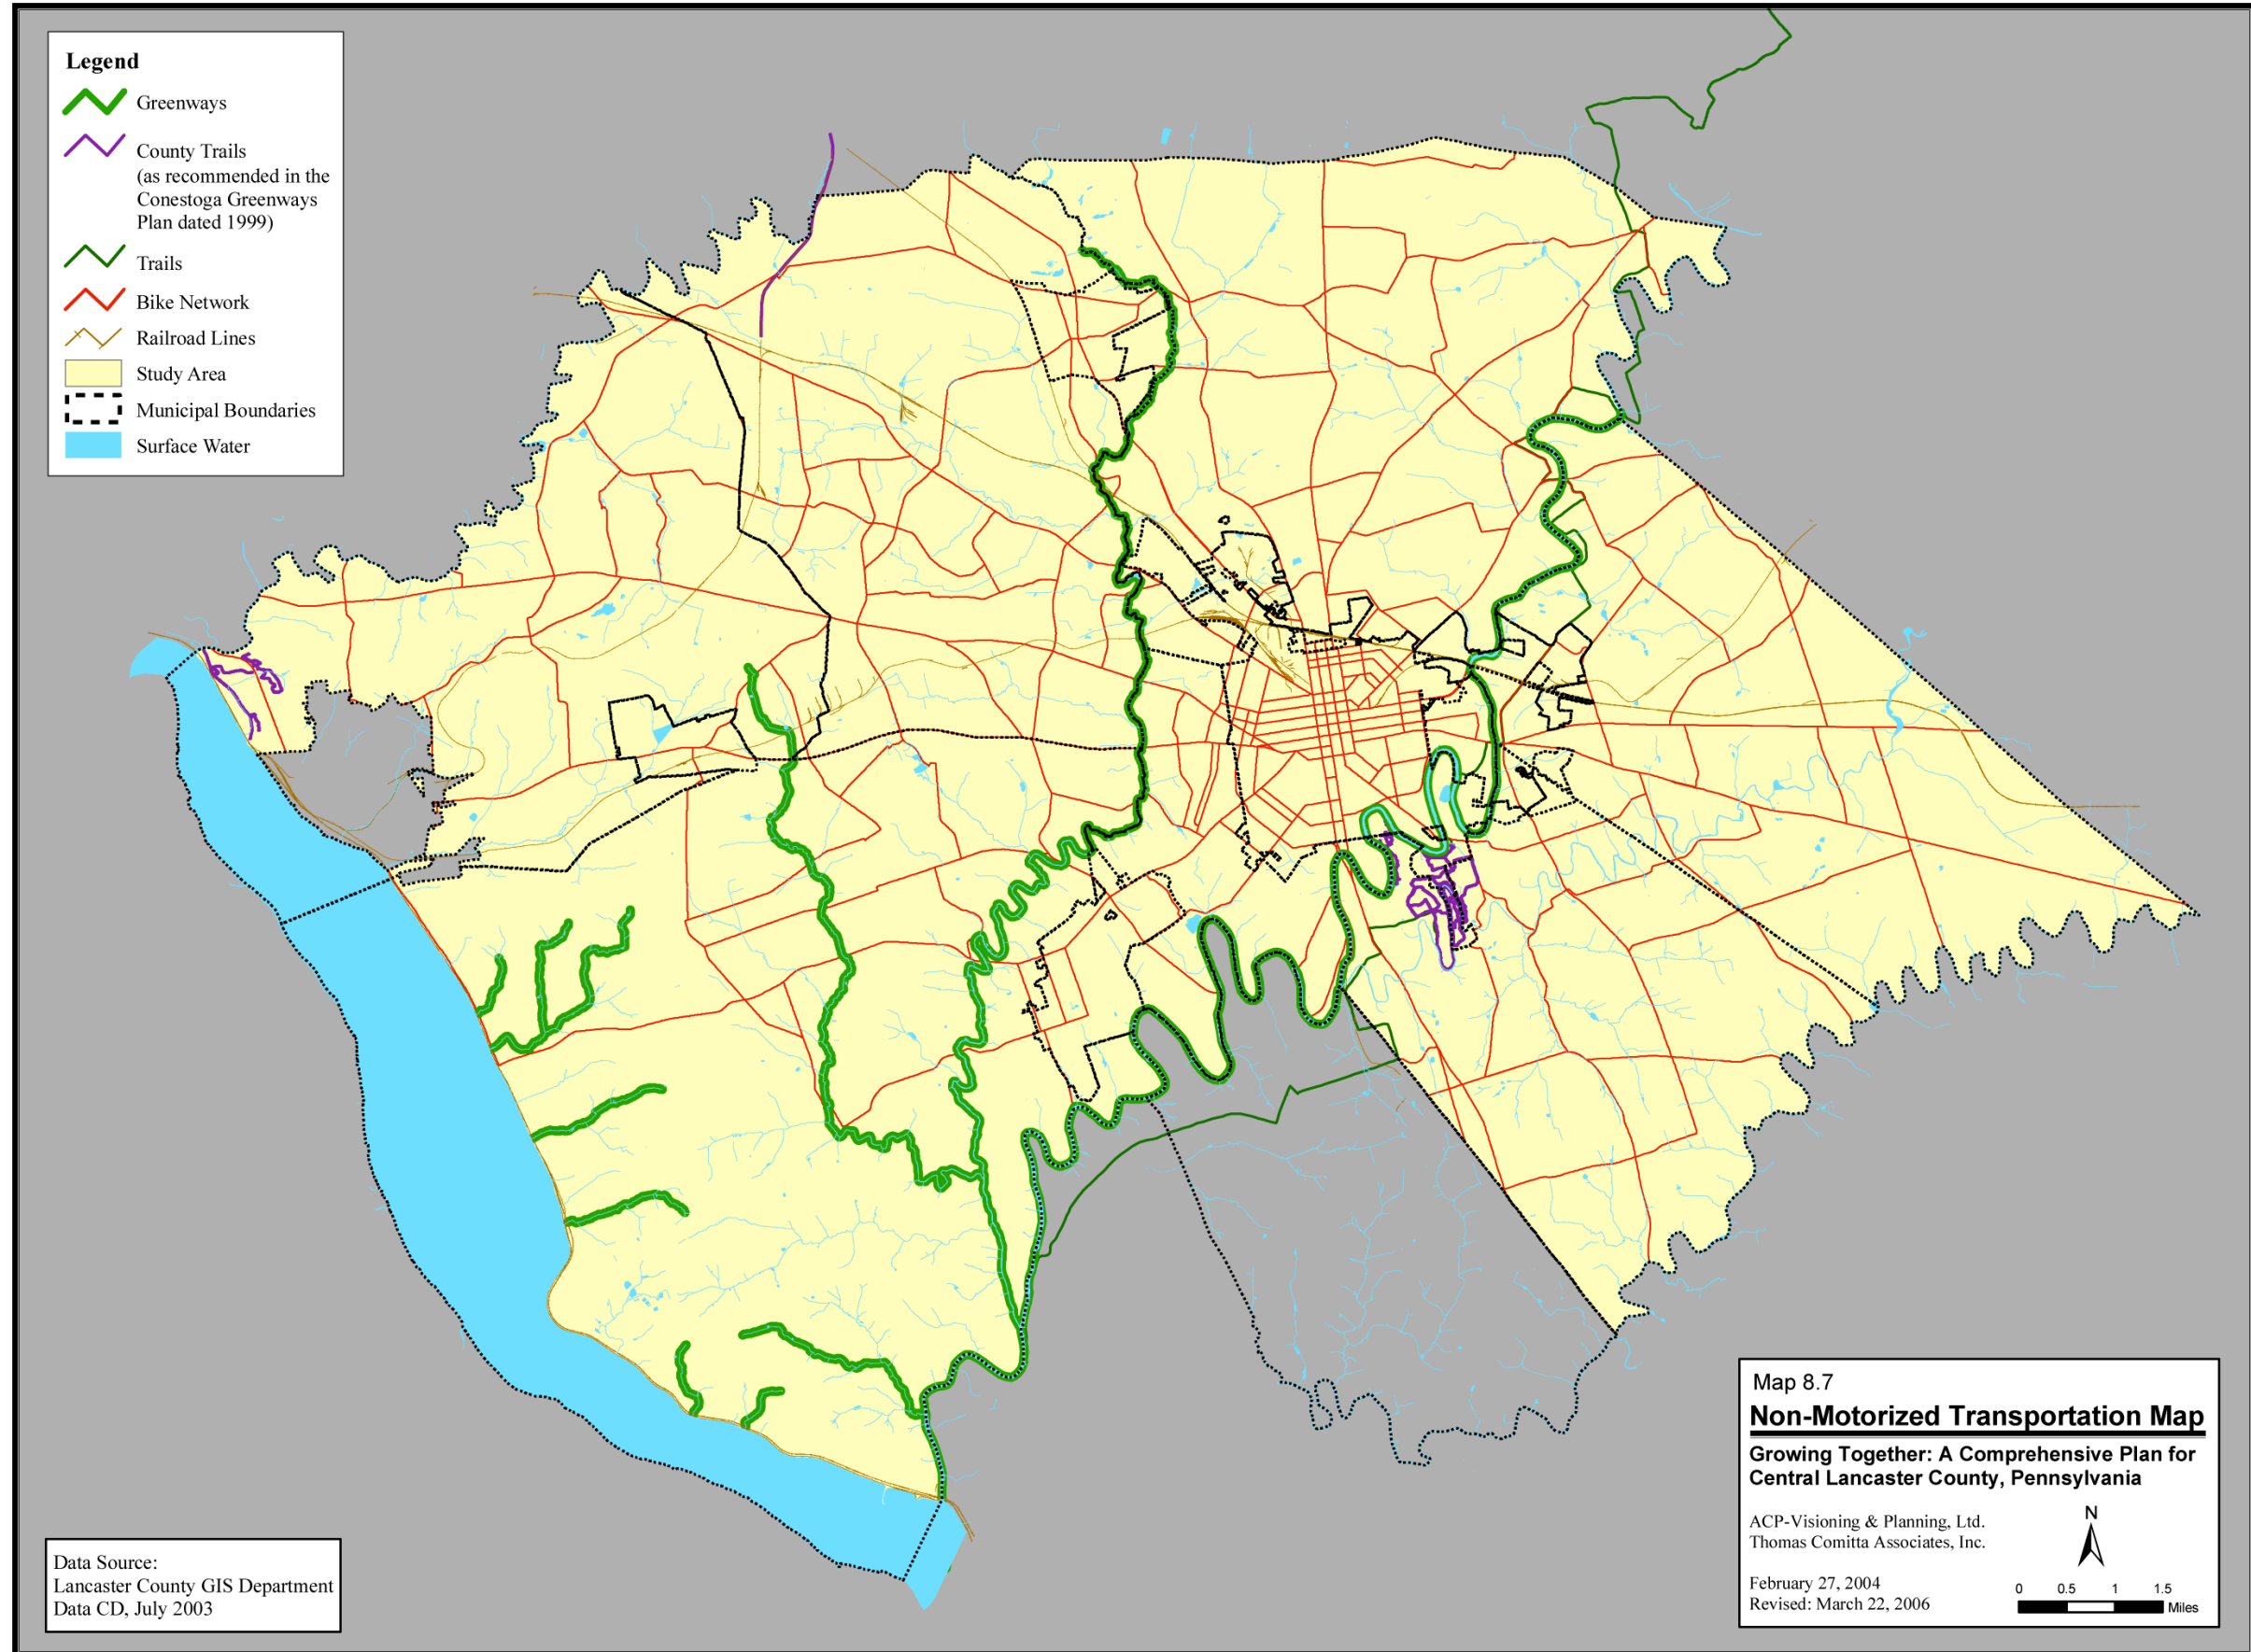 Legend
Greenways
County Trails
(as recommended in the
Conestoga Greenways
Plan dated 1999)
Trails
Bike Network
Railroad Lines
Study Area
Municipal Boundaries
Surface Water
Data Source:
Lancaster County GIS Department
Data CD, July 2003
Map 8.7
Non-Motorized Transportation Map
Growing Together: A Comprehensive Plan for
Central Lancaster County, Pennsylvania
ACP-Visioning & Planning, Ltd.
Thomas Comitta Associates, Inc.
February 27, 2004
Revised: March 22, 2006
N
0 0.5 1 1.5
Miles